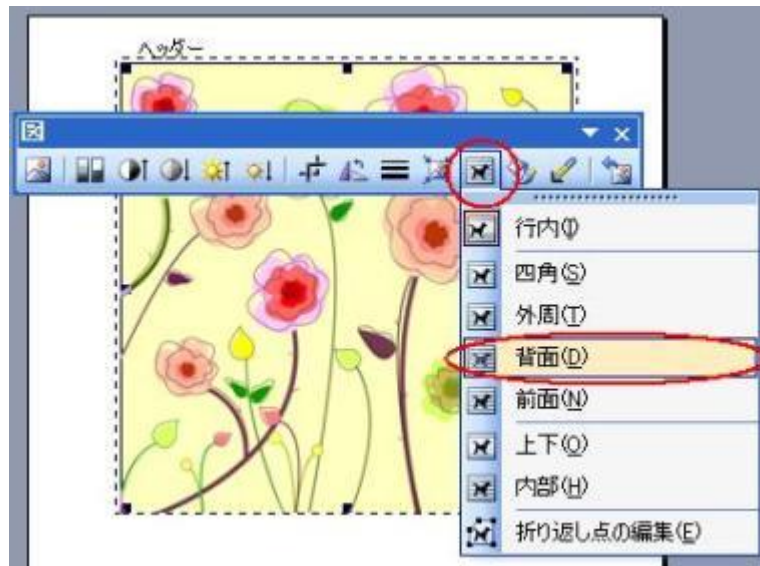 ヘッダー
行内(I)
四角(S)
外周(T)
背面(D)
前面(N)
上下(O)
内部(H)
折り返し点の編集(E)